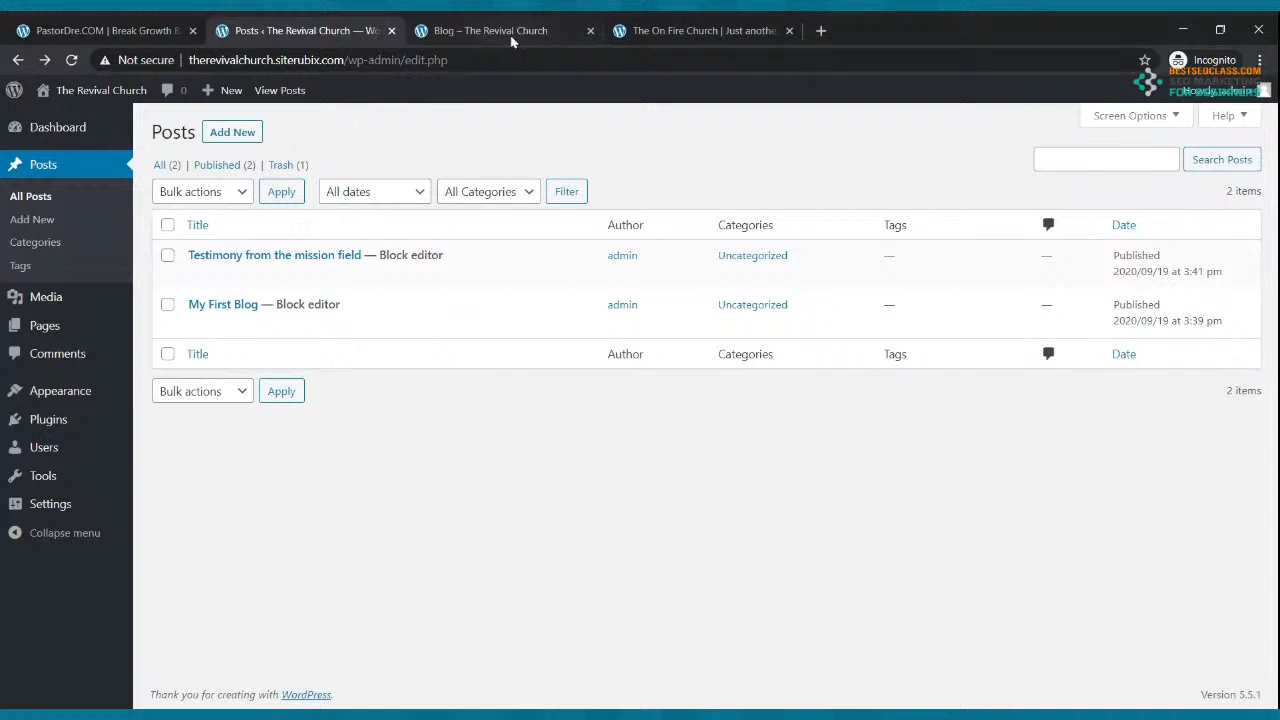 PastorDre.COM | Break Growth B
Posts ‹ The Revival Church — Wo
Blog – The Revival Church
The On Fire Church | Just anothe
Not secure
therevivalchurch.siterubix.com/wp-admin/edit.php
Incognito
BESTSEOCLASS.COM
SEO MARKETING
FOR BEGINNERS
The Revival Church
0
New
View Posts
Dashboard
Posts
All Posts
Add New
Categories
Tags
Media
Pages
Comments
Appearance
Plugins
Users
Tools
Settings
Collapse menu
Posts
Add New
Screen Options
Help
All (2) | Published (2) | Trash (1)
Search Posts
Bulk actions
Apply
All dates
All Categories
Filter
2 items
Title
Author
Categories
Tags
Date
Testimony from the mission field — Block editor
admin
Uncategorized
—
—
Published
2020/09/19 at 3:41 pm
My First Blog — Block editor
admin
Uncategorized
—
—
Published
2020/09/19 at 3:39 pm
Title
Author
Categories
Tags
Date
Bulk actions
Apply
2 items
Thank you for creating with WordPress.
Version 5.5.1